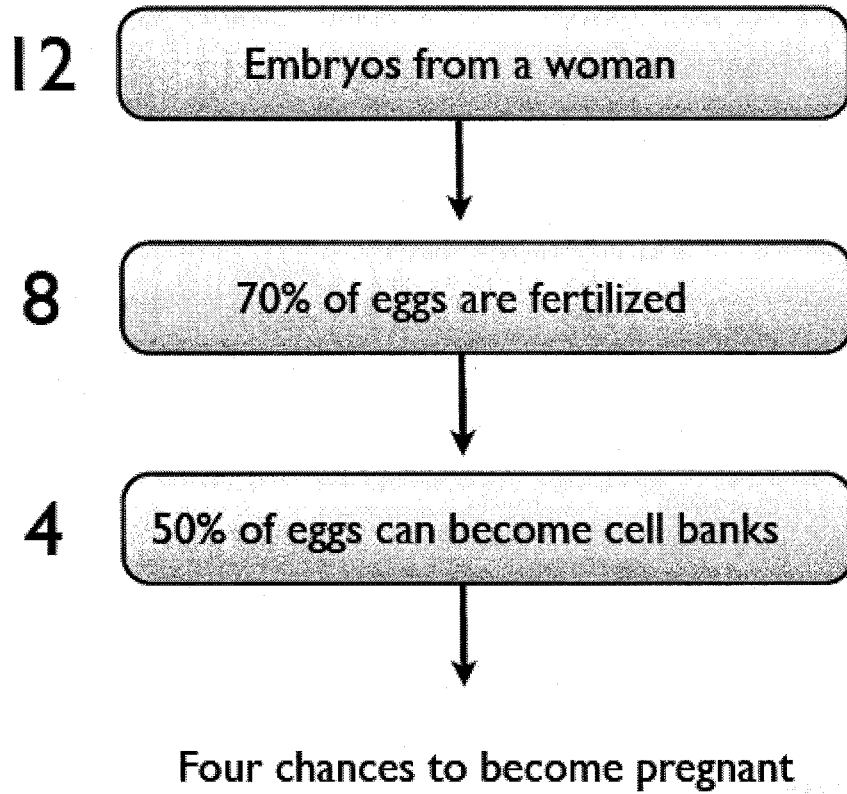 12 Embryos from a woman
8 70% of eggs are fertilized
4 50% of eggs can become cell banks
Four chances to become pregnant